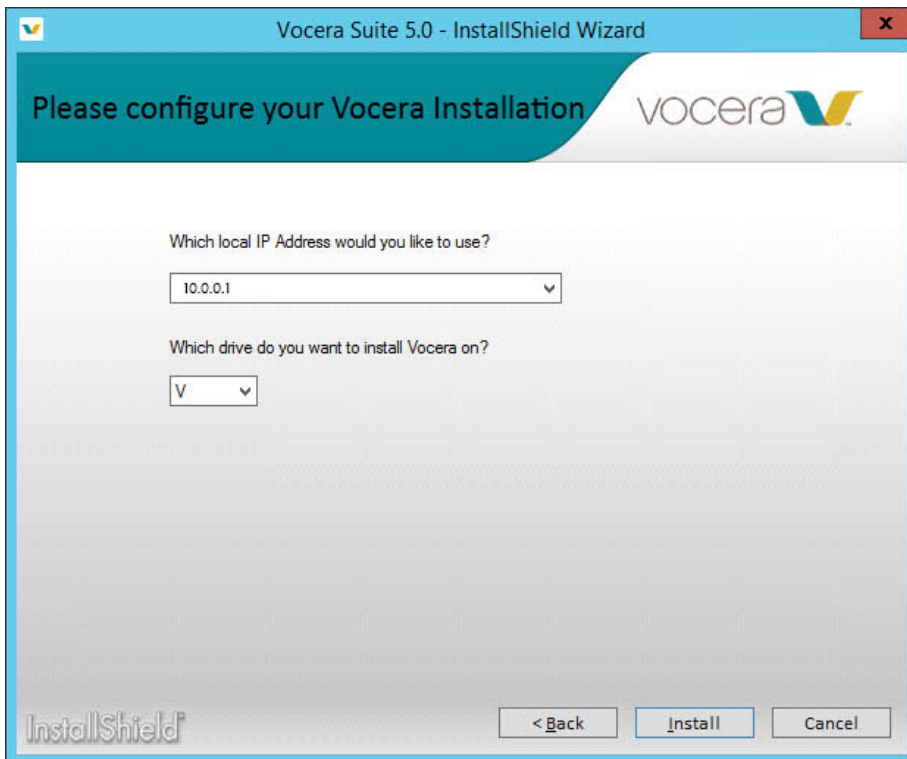 Vocera Suite 5.0 - InstallShield Wizard
x
Please configure your Vocera Installation
vocera
Which local IP Address would you like to use?
10.0.0.1
Which drive do you want to install Vocera on?
V
InstallShield
< Back
Install
Cancel